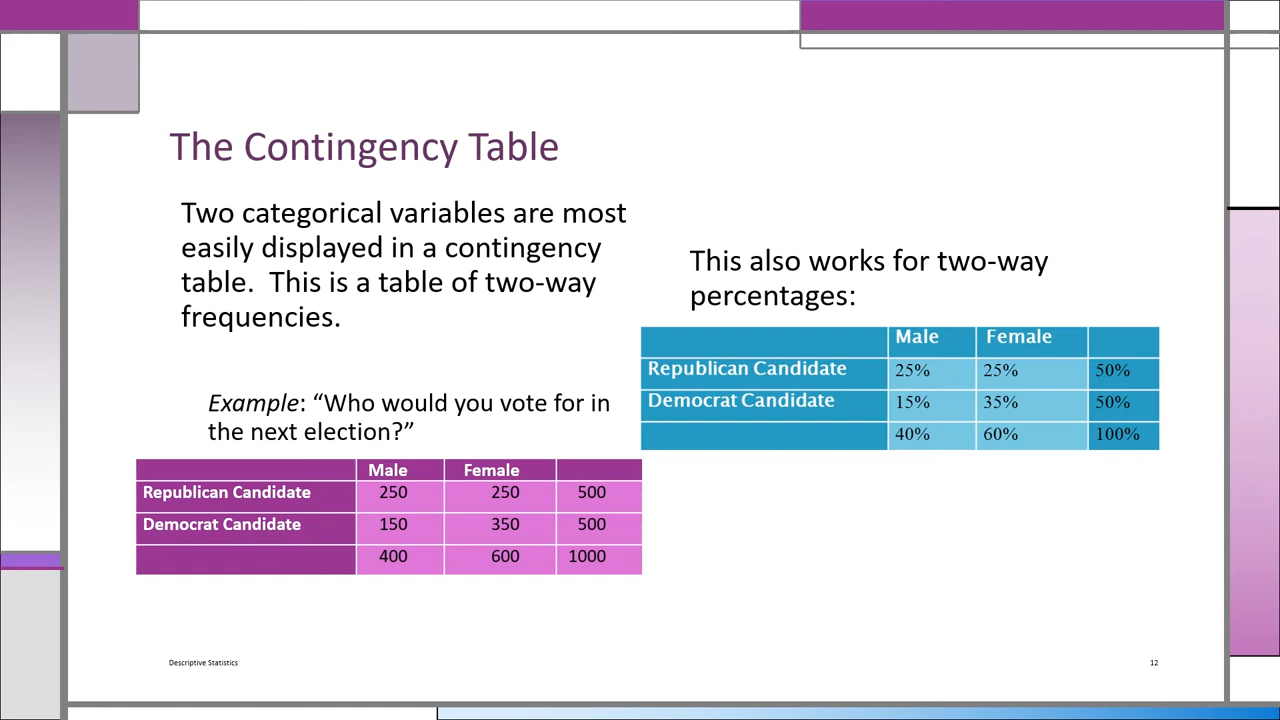 The Contingency Table
Two categorical variables are most
easily displayed in a contingency
table.  This is a table of two-way
frequencies.
Example: “Who would you vote for in
the next election?”
Male Female
Republican Candidate 250 250 500
Democrat Candidate 150 350 500
400 600 1000
This also works for two-way
percentages:
Male Female
Republican Candidate 25% 25% 50%
Democrat Candidate 15% 35% 50%
40% 60% 100%
Descriptive Statistics
12